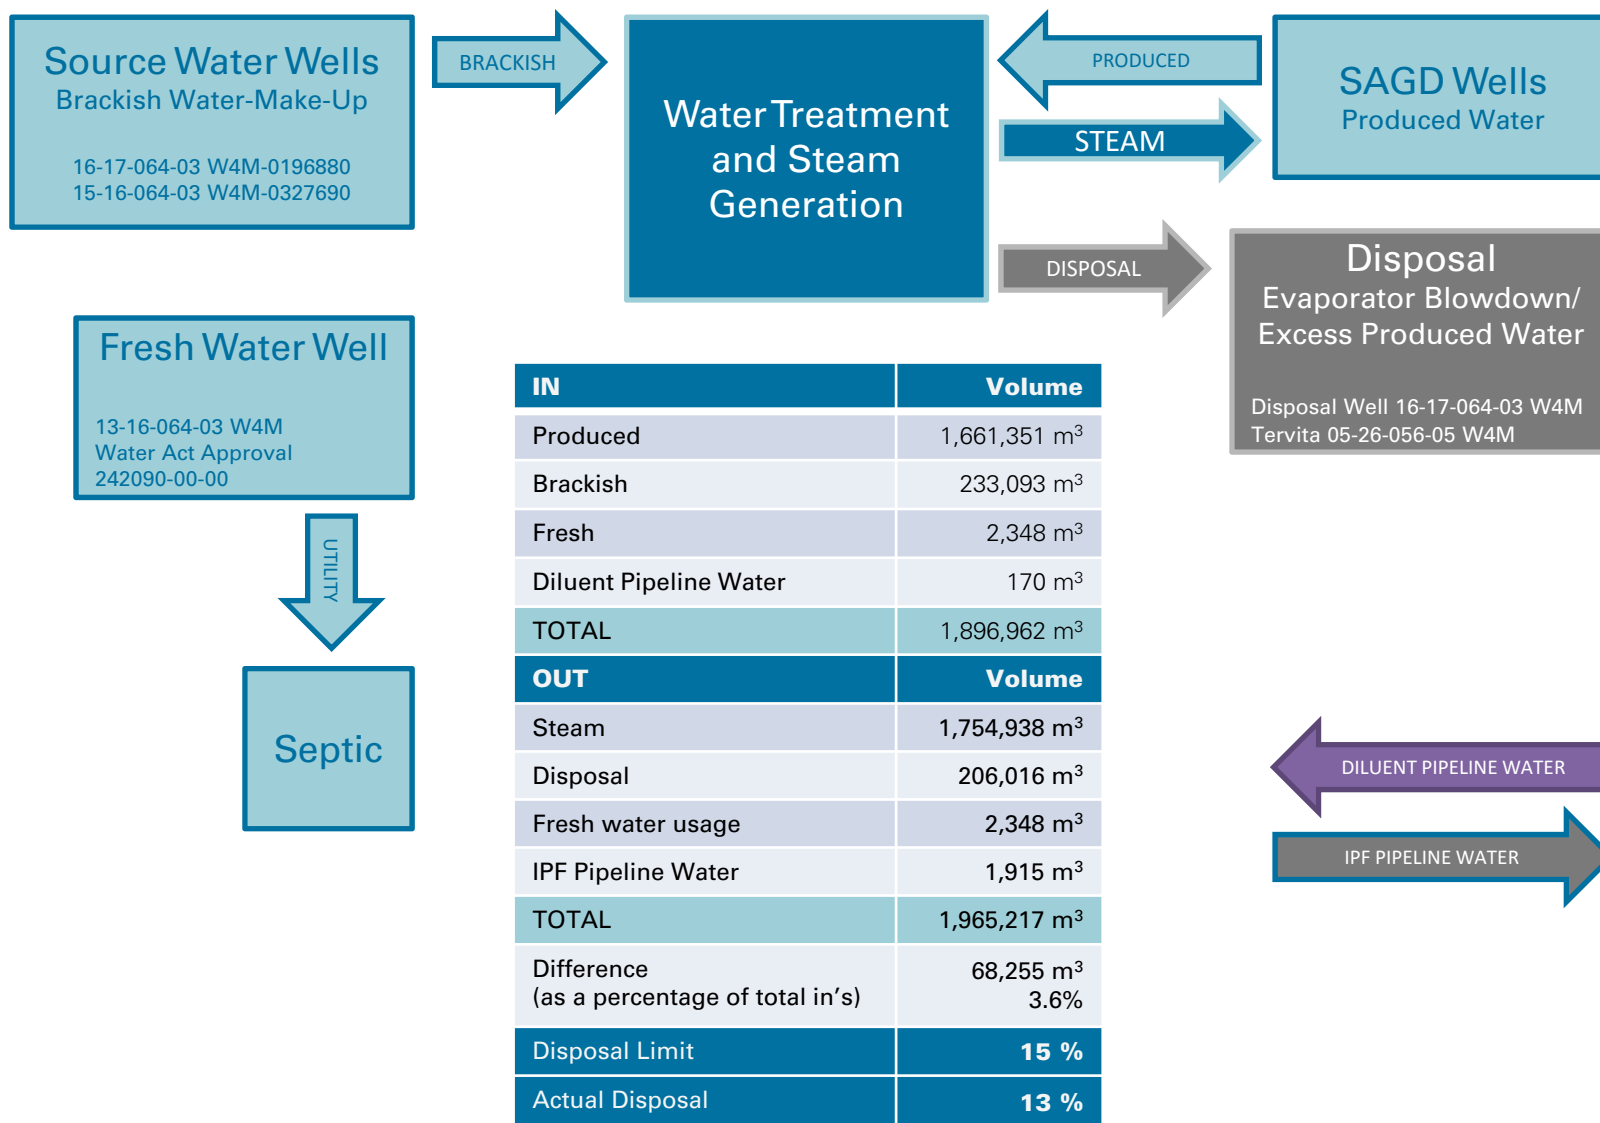 Source Water Wells
Brackish Water-Make-Up
16-17-064-03 W4M-0196880
15-16-064-03 W4M-0327690
BRACKISH
Water Treatment
and Steam
Generation
PRODUCED
STEAM
SAGD Wells
Produced Water
DISPOSAL
Disposal
Evaporator Blowdown/
Excess Produced Water
Disposal Well 16-17-064-03 W4M
Tervita 05-26-056-05 W4M
Fresh Water Well
13-16-064-03 W4M
Water Act Approval
242090-00-00
UTILITY
Septic
IN Volume
Produced 1,661,351 m³
Brackish 233,093 m³
Fresh 2,348 m³
Diluent Pipeline Water 170 m³
TOTAL 1,896,962 m³
OUT Volume
Steam 1,754,938 m³
Disposal 206,016 m³
Fresh water usage 2,348 m³
IPF Pipeline Water 1,915 m³
TOTAL 1,965,217 m³
Difference 68,255 m³
(as a percentage of total in's) 3.6%
Disposal Limit 15 %
Actual Disposal 13 %
DILUENT PIPELINE WATER
IPF PIPELINE WATER